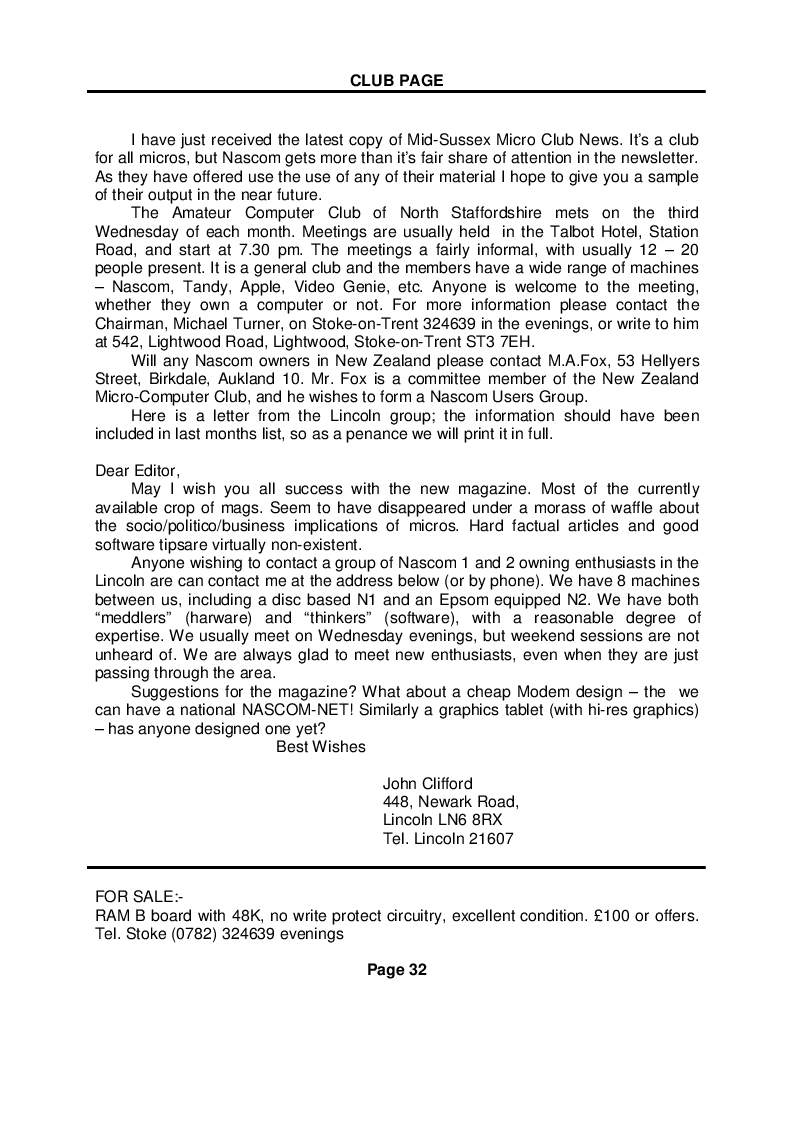 CLUB PAGE
I have just received the latest copy of Mid-Sussex Micro Club News. It's a club
for all micros, but Nascom gets more than it's fair share of attention in the newsletter.
As they have offered use the use of any of their material I hope to give you a sample
of their output in the near future.
The Amateur Computer Club of North Staffordshire mets on the third
Wednesday of each month. Meetings are usually held in the Talbot Hotel, Station
Road, and start at 7.30 pm. The meetings a fairly informal, with usually 12 – 20
people present. It is a general club and the members have a wide range of machines
– Nascom, Tandy, Apple, Video Genie, etc. Anyone is welcome to the meeting,
whether they own a computer or not. For more information please contact the
Chairman, Michael Turner, on Stoke-on-Trent 324639 in the evenings, or write to him
at 542, Lightwood Road, Lightwood, Stoke-on-Trent ST3 7EH.
Will any Nascom owners in New Zealand please contact M.A.Fox, 53 Hellyers
Street, Birkdale, Aukland 10. Mr. Fox is a committee member of the New Zealand
Micro-Computer Club, and he wishes to form a Nascom Users Group.
Here is a letter from the Lincoln group; the information should have been
included in last months list, so as a penance we will print it in full.
Dear Editor,
May I wish you all success with the new magazine. Most of the currently
available crop of mags. Seem to have disappeared under a morass of waffle about
the socio/politico/business implications of micros. Hard factual articles and good
software tipsare virtually non-existent.
Anyone wishing to contact a group of Nascom 1 and 2 owning enthusiasts in the
Lincoln are can contact me at the address below (or by phone). We have 8 machines
between us, including a disc based N1 and an Epsom equipped N2. We have both
“meddlers” (harware) and “thinkers” (software), with a reasonable degree of
expertise. We usually meet on Wednesday evenings, but weekend sessions are not
unheard of. We are always glad to meet new enthusiasts, even when they are just
passing through the area.
Suggestions for the magazine? What about a cheap Modem design – the we
can have a national NASCOM-NET! Similarly a graphics tablet (with hi-res graphics)
– has anyone designed one yet?
Best Wishes
John Clifford
448, Newark Road,
Lincoln LN6 8RX
Tel. Lincoln 21607
FOR SALE:-
RAM B board with 48K, no write protect circuitry, excellent condition. £100 or offers.
Tel. Stoke (0782) 324639 evenings
Page 32